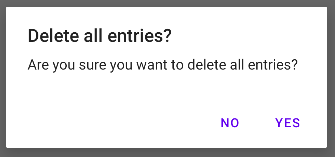 Delete all entries?
Are you sure you want to delete all entries?
NO YES